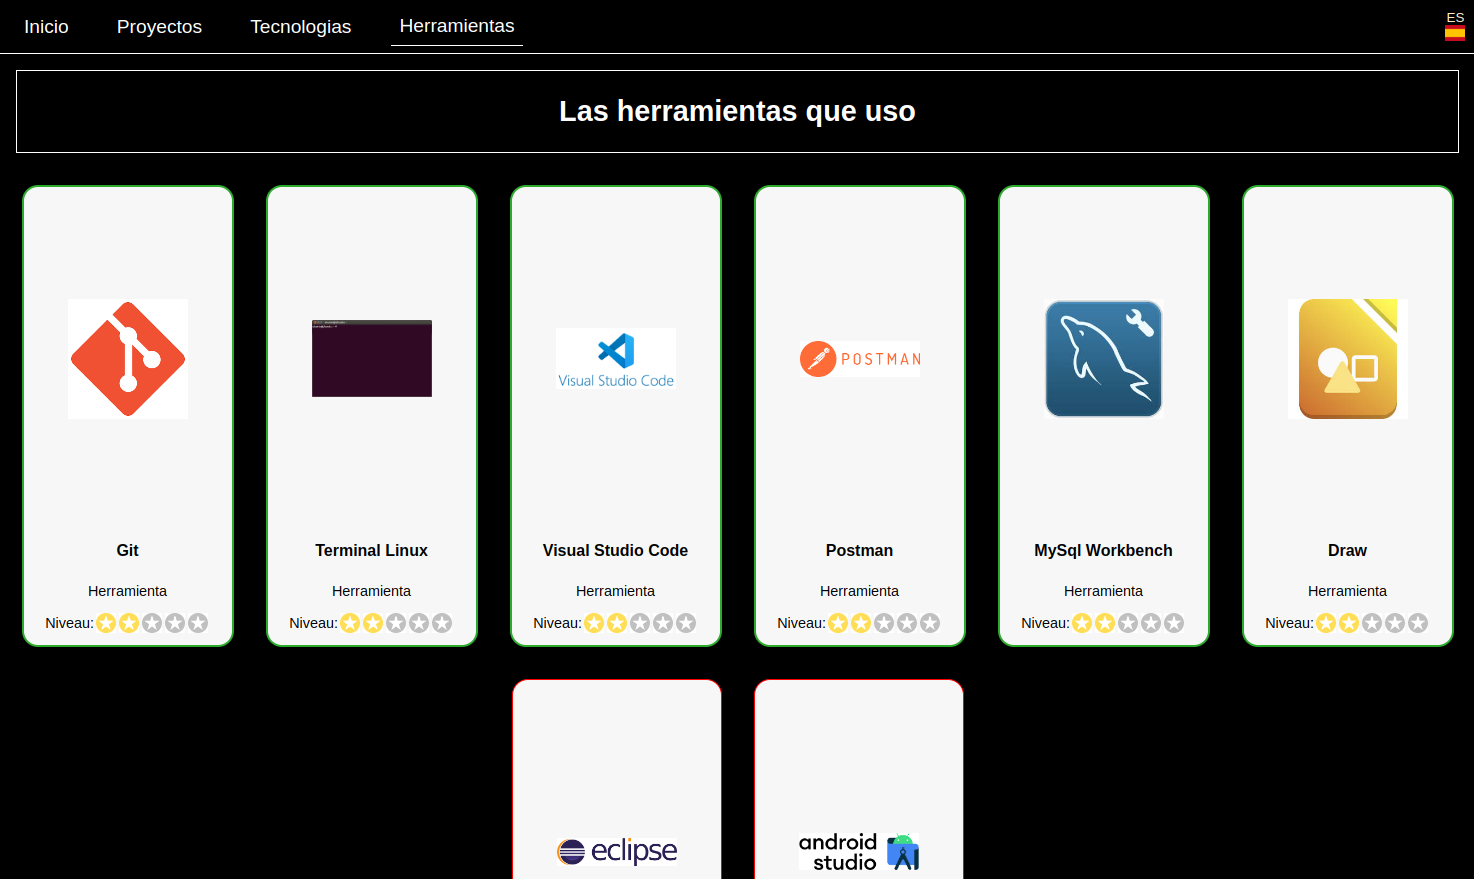 Inicio Proyectos Tecnologias Herramientas ES
Las herramientas que uso
Visual Studio Code
POSTMAN
Git Terminal Linux Visual Studio Code Postman MySql Workbench Draw
Herramienta Herramienta Herramienta Herramienta Herramienta Herramienta
Niveau: Niveau: Niveau: Niveau: Niveau: Niveau:
eclipse
android
studio